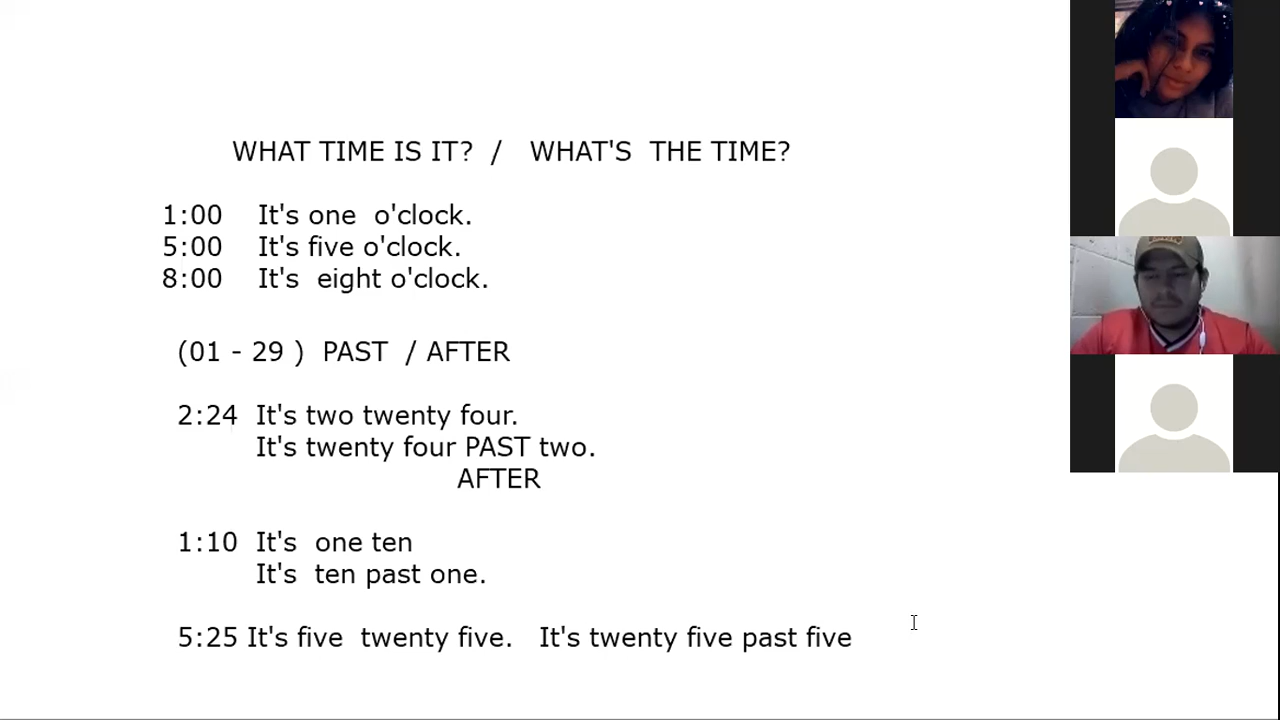 WHAT TIME IS IT? / WHAT'S THE TIME?
1:00 It's one o'clock.
5:00 It's five o'clock.
8:00 It's eight o'clock.
(01 - 29 ) PAST / AFTER
2:24 It's two twenty four.
It's twenty four PAST two.
AFTER
1:10 It's one ten
It's ten past one.
5:25 It's five twenty five. It's twenty five past five